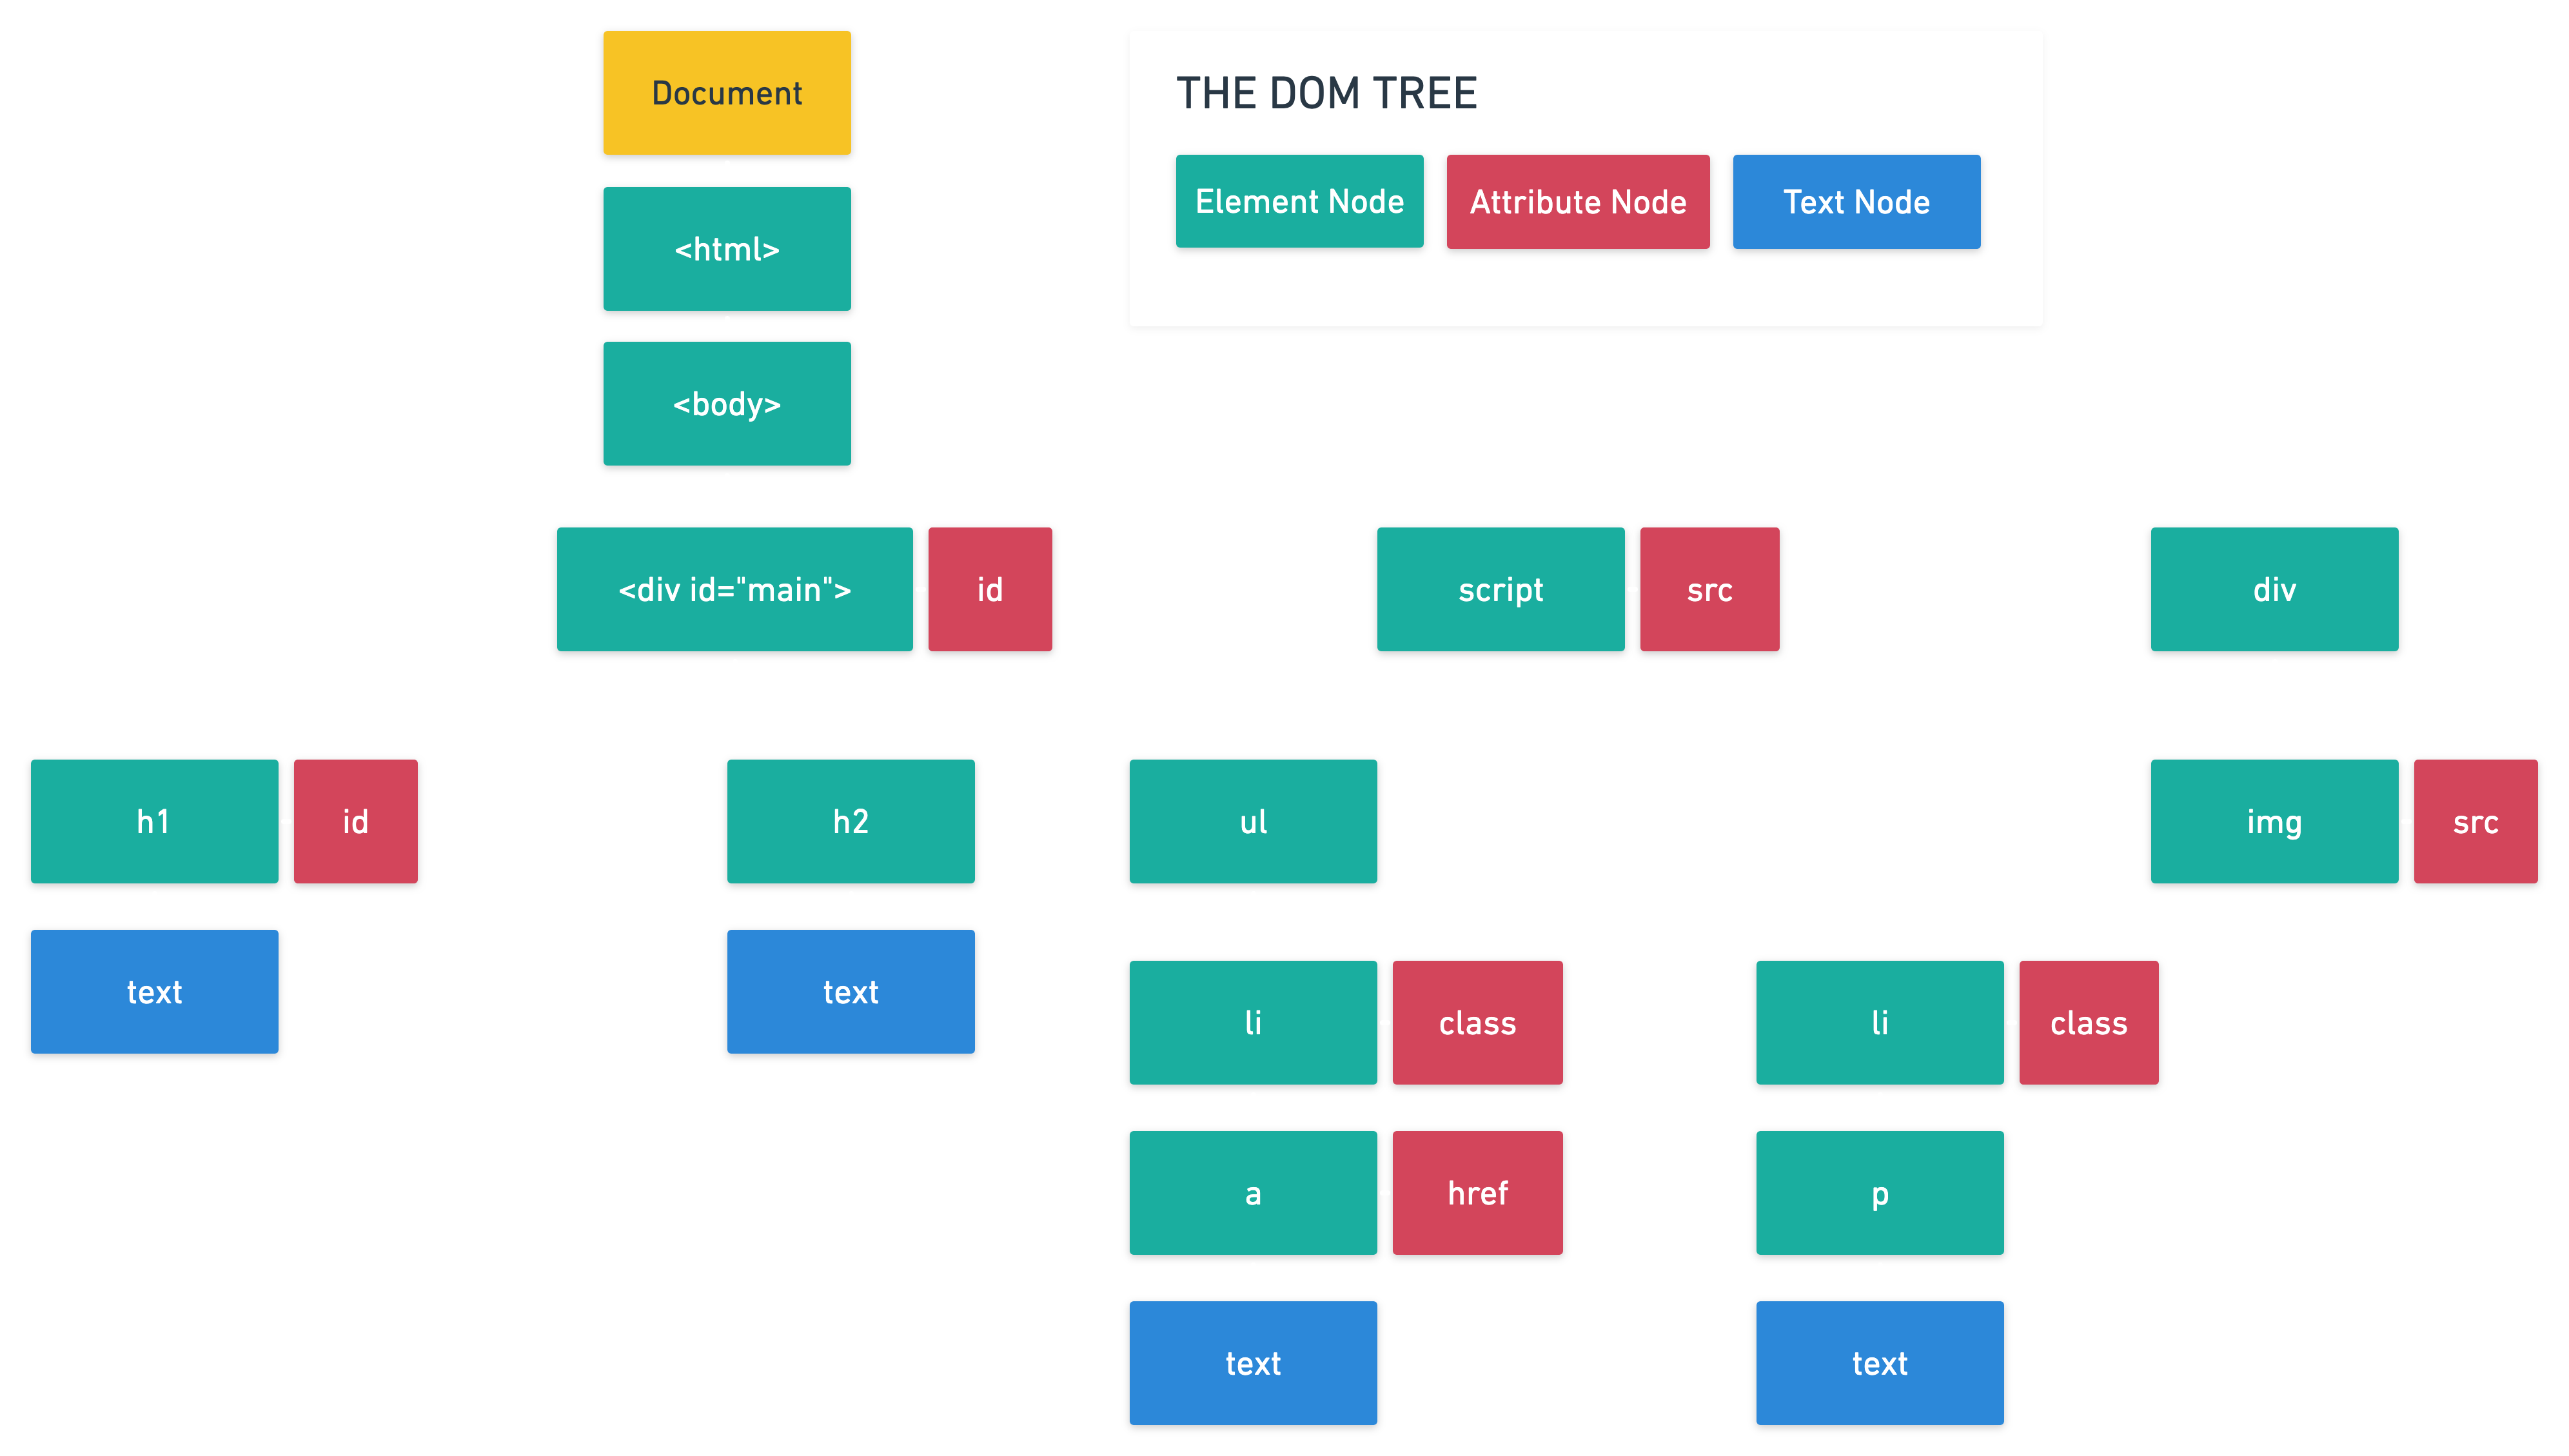 Document
THE DOM TREE
Element Node
Attribute Node
Text Node
<html>
<body>
<div id="main">
id
script
src
div
h1
id
h2
ul
img
src
text
text
li
class
li
class
a
href
p
text
text